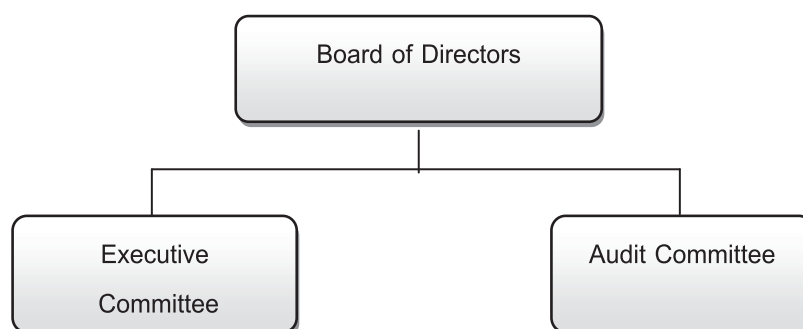 Board of Directors
Executive
Committee
Audit Committee